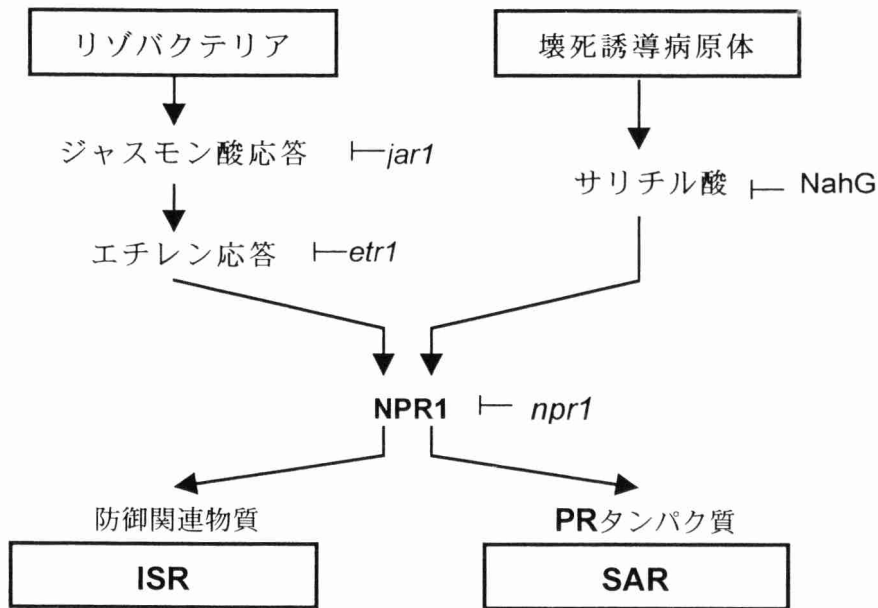 リゾバクテリア
壊死誘導病原体
ジャスモン酸応答
jar1
サリチル酸
NahG
エチレン応答
etr1
NPR1
npr1
防御関連物質
PRタンパク質
ISR
SAR